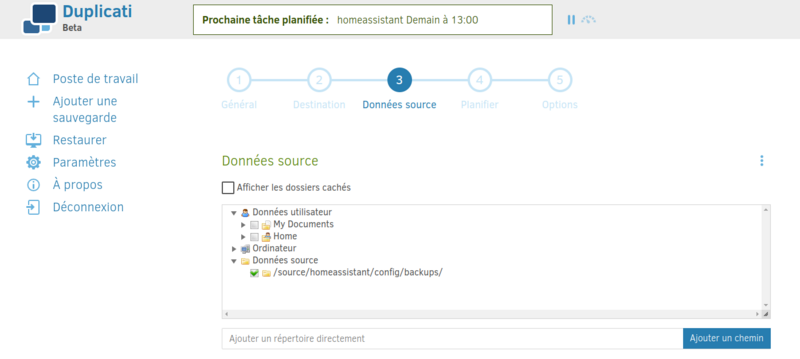 Duplicati
Beta
Prochaine tâche planifiée : homeassistant Demain à 13:00
Poste de travail
Ajouter une
sauvegarde
Restaurer
Paramètres
À propos
Déconnexion
1 2 3 4 5
Général Destination Données source Planifier Options
Données source
Afficher les dossiers cachés
Données utilisateur
My Documents
Home
Ordinateur
Données source
/source/homeassistant/config/backups/
Ajouter un répertoire directement
Ajouter un chemin